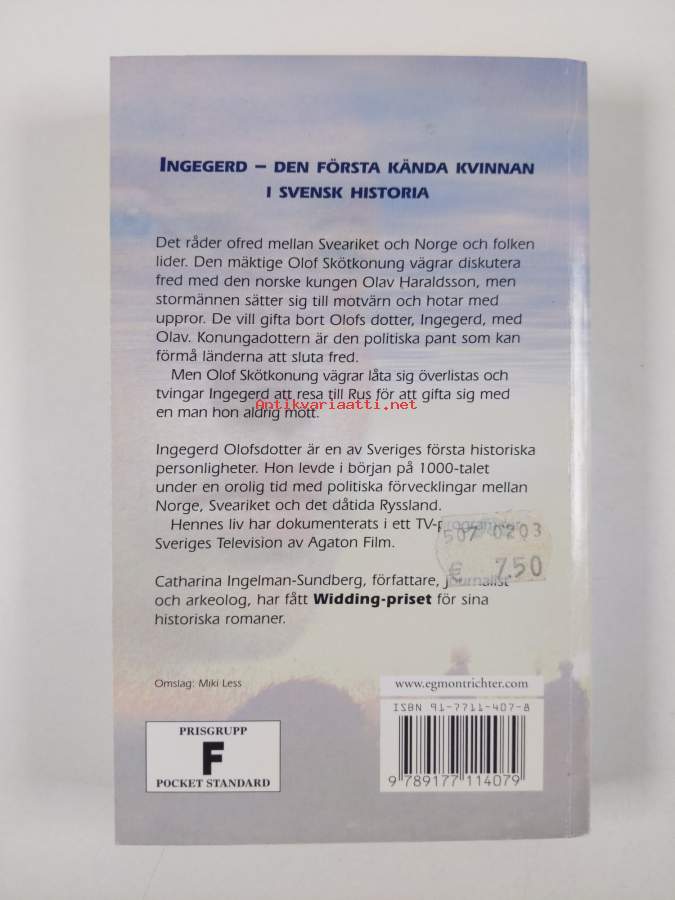 INGEGERD – DEN FÖRSTA KÄNDA KVINNAN
I SVENSK HISTORIA
Det råder ofred mellan Sveariket och Norge och folken
lider. Den mäktige Olof Skötkonung vägrar diskutera
fred med den norske kungen Olav Haraldsson, men
stormännen sätter sig till motvärn och hotar med
uppror. De vill gifta bort Olofs dotter, Ingegerd, med
Olav. Konungadottern är den politiska pant som kan
förmå länderna att sluta fred.
Men Olof Skötkonung vägrar låta sig överlistas och
tvingar Ingegerd att resa till Rus för att gifta sig med
Antikvariaatti.net
en man hon aldrig mött.
Ingegerd Olofsdotter är en av Sveriges första historiska
personligheter. Hon levde i början på 1000-talet
under en orolig tid med politiska förvecklingar mellan
Norge, Sveariket och det dåtida Ryssland.
Hennes liv har dokumenterats i ett TV-
507 0203
Sveriges Television av Agaton Film.
€ 7.50
Catharina Ingelman-Sundberg, författare, journalist
och arkeolog, har fått Widding-priset för sina
historiska romaner.
Omslag: Miki Less
www.egmontrichter.com
ISBN 91-7711-407-8
PRISGRUPP
F
POCKET STANDARD
9 789177 114079